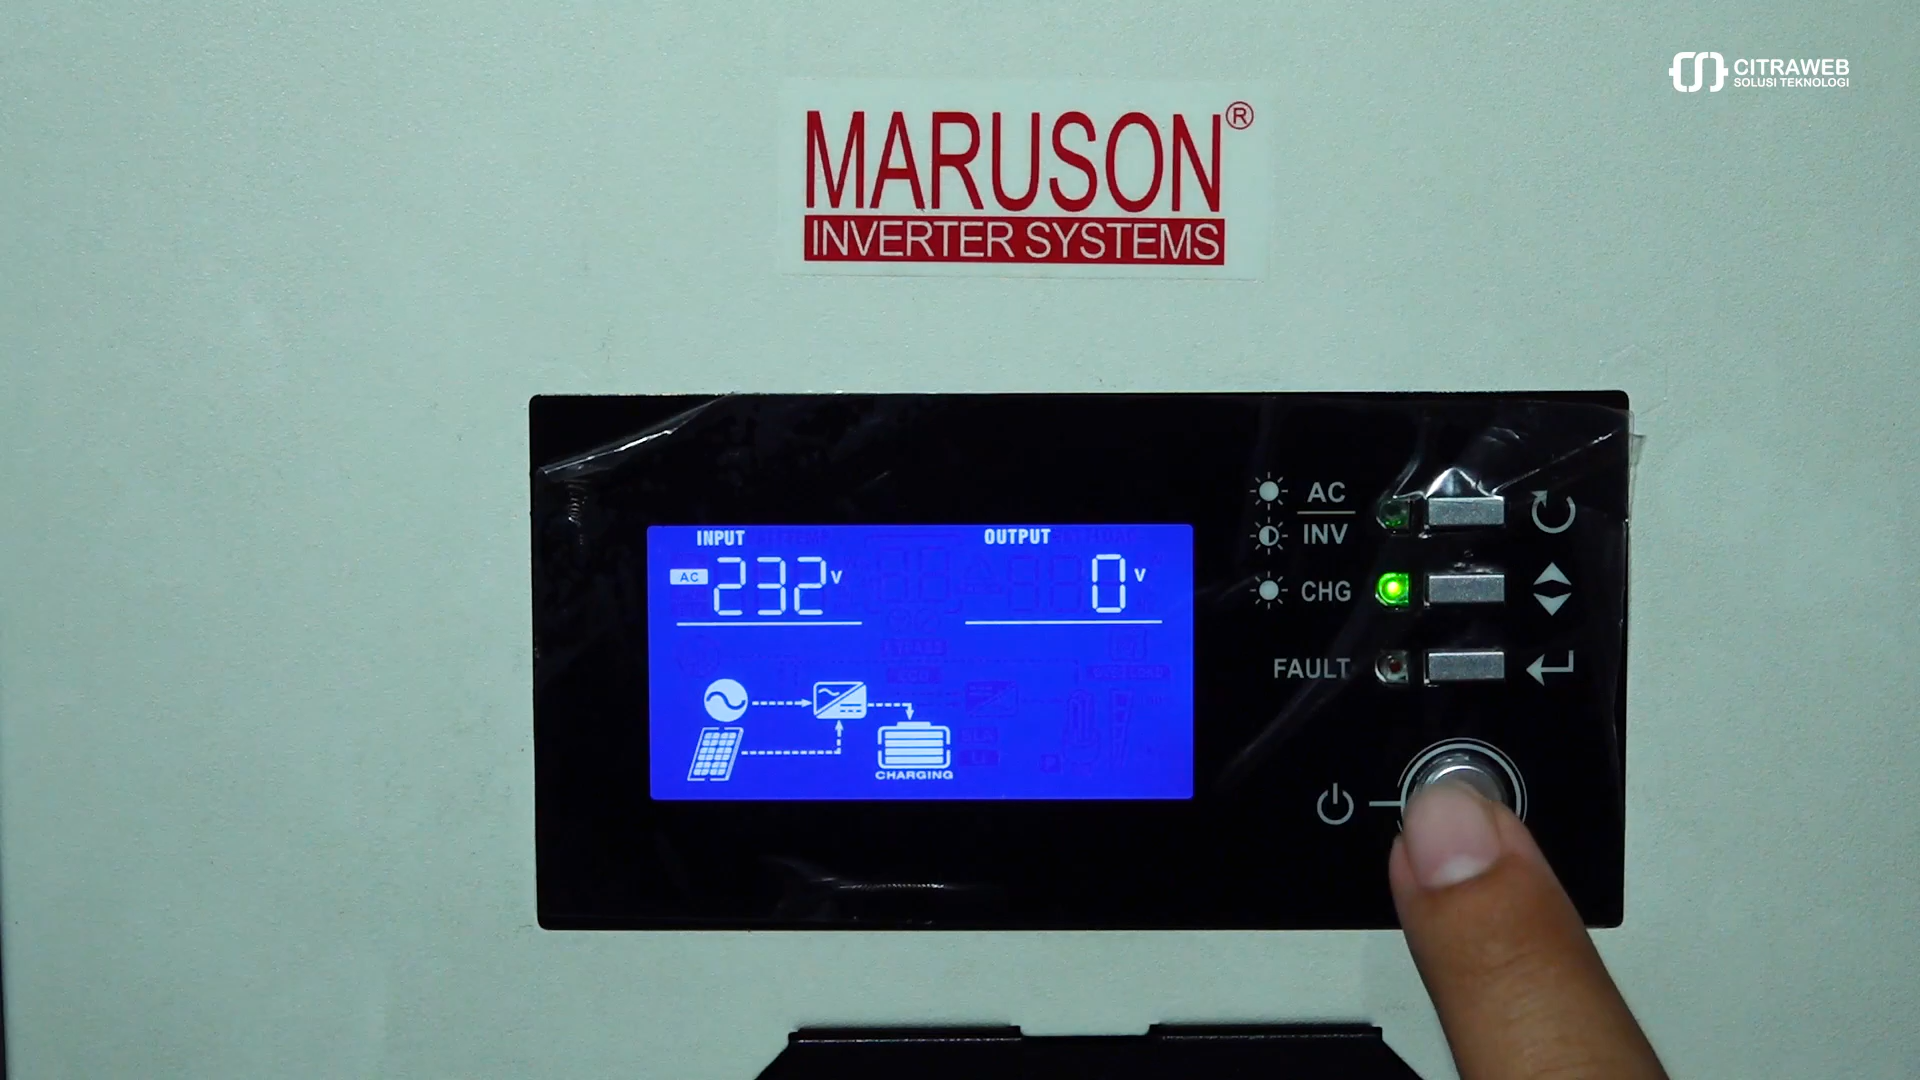 CITRAWEB
SOLUSI TEKNOLOGI
MARUSON®
INVERTER SYSTEMS
INPUT
OUTPUT
AC 232 V
0 V
CHARGING
AC
INV
CHG
FAULT